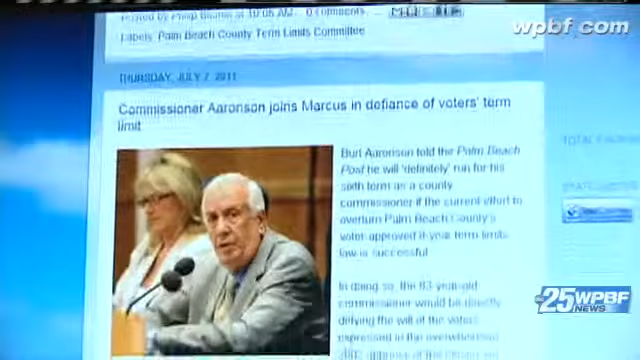 wpbf.com
Posted by Philip at 10:06 AM 0 Comments
Labels: Palm Beach County Term Limits Committee
THURSDAY, JULY 7, 2011
Commissioner Aaronson joins Marcus in defiance of voters' term
limit
Burt Aaronson told the Palm Beach
Post he will 'definitely' run for his
sixth term as a county
commissioner if the current effort to
overturn Palm Beach County's
voter-approved 8-year term limits
law is successful.
In doing so, the 83-year-old
commissioner would be directly
defying the will of the voters
expressed in the overwhelming
25 WPBF
NEWS